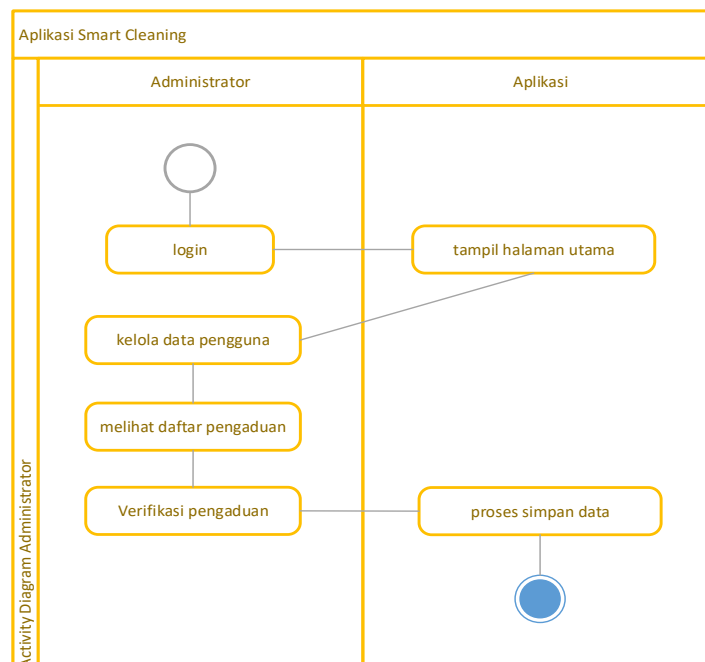 Aplikasi Smart Cleaning
Administrator
Aplikasi
login
tampil halaman utama
kelola data pengguna
melihat daftar pengaduan
Verifikasi pengaduan
proses simpan data
Activity Diagram Administrator